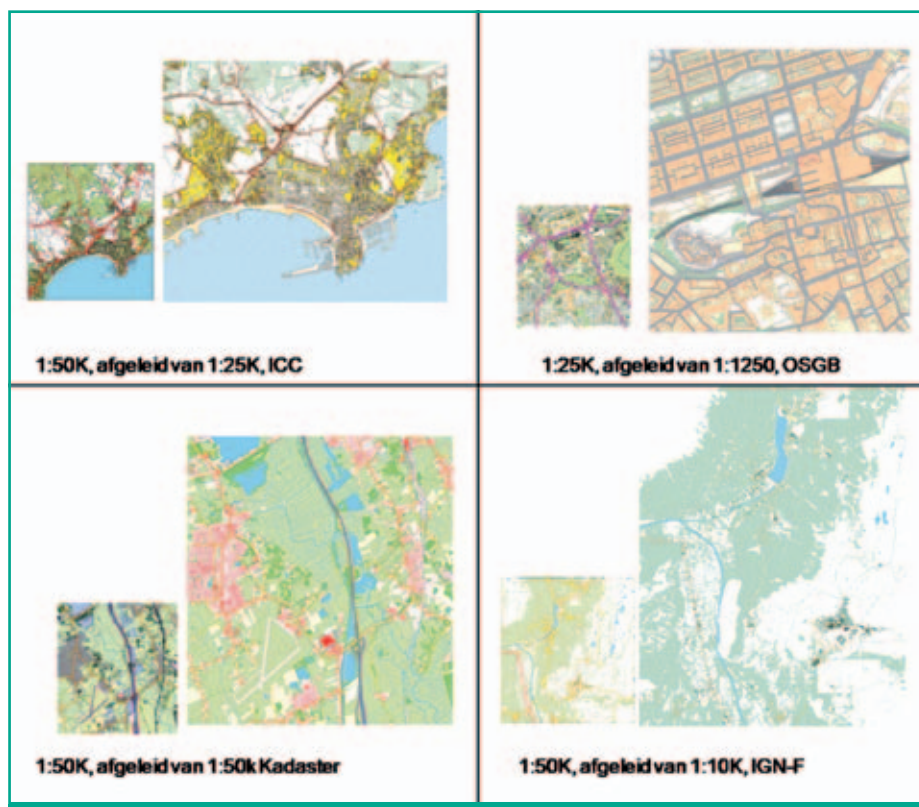 1:50K, afgeleid van 1:25K, ICC
1:25K, afgeleid van 1:1250, OSGB
1:50K, afgeleid van 1:50k Kadaster
1:50K, afgeleid van 1:10K, IGN-F